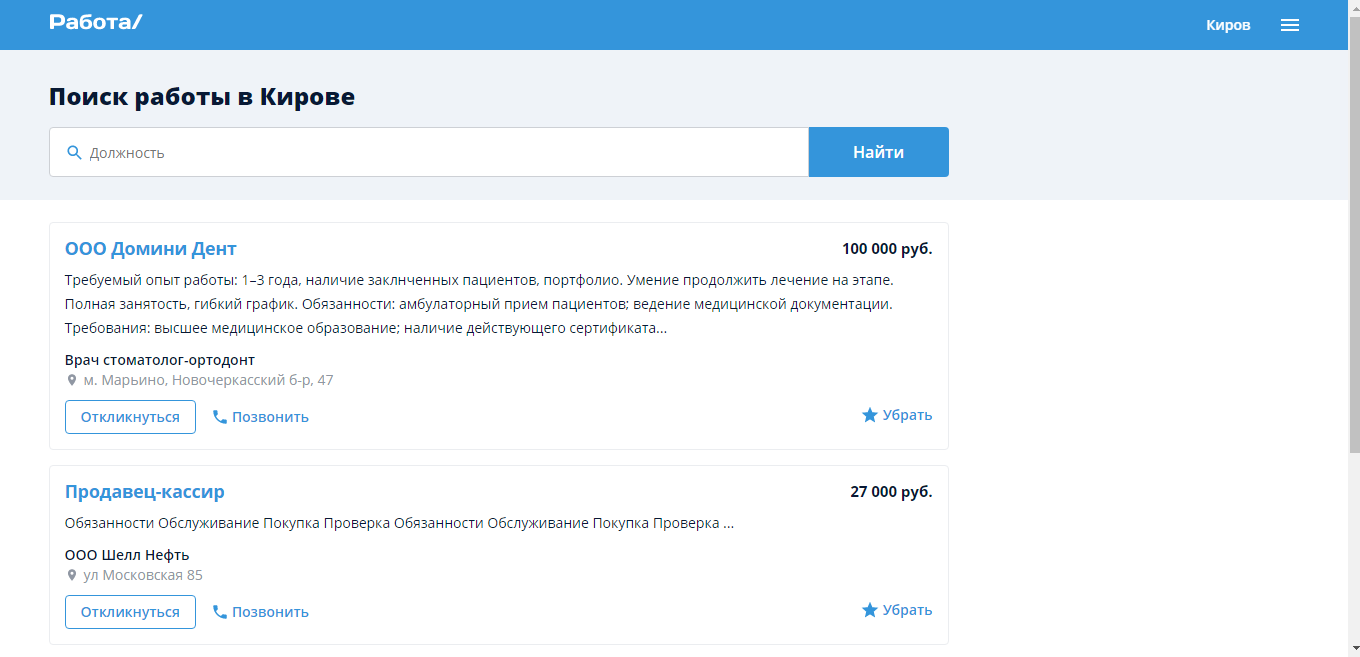 Работа/
Киров
Поиск работы в Кирове
Должность
Найти
ООО Домини Дент
100 000 руб.
Требуемый опыт работы: 1–3 года, наличие заклнченных пациентов, портфолио. Умение продолжить лечение на этапе.
Полная занятость, гибкий график. Обязанности: амбулаторный прием пациентов; ведение медицинской документации.
Требования: высшее медицинское образование; наличие действующего сертификата...
Врач стоматолог-ортодонт
м. Марьино, Новочеркасский б-р, 47
Откликнуться
Позвонить
Убрать
Продавец-кассир
27 000 руб.
Обязанности Обслуживание Покупка Проверка Обязанности Обслуживание Покупка Проверка ...
ООО Шелл Нефть
ул Московская 85
Откликнуться
Позвонить
Убрать